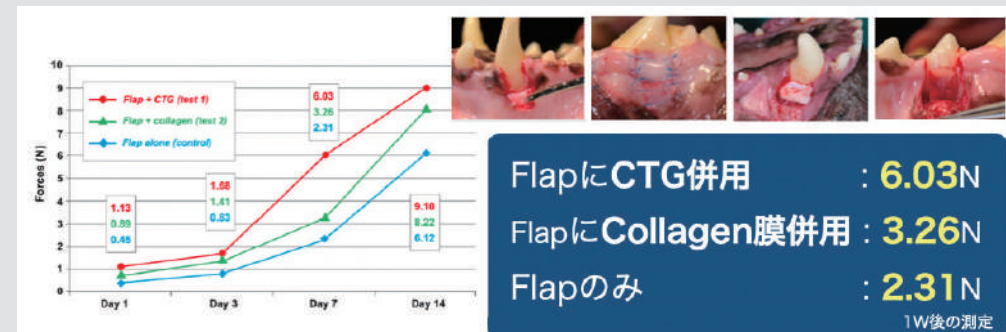 10
9
8
7
6
5
4
3
2
1
0
Forces (N)
Flap + CTG (test 1)
Flap + collagen (test 2)
Flap alone (control)
1.13
0.89
0.45
1.68
1.41
0.83
6.03
3.26
2.31
9.10
8.22
6.12
Day 1
Day 3
Day 7
Day 14
FlapにCTG併用 : 6.03N
FlapにCollagen膜併用 : 3.26N
Flapのみ : 2.31N
1W後の測定